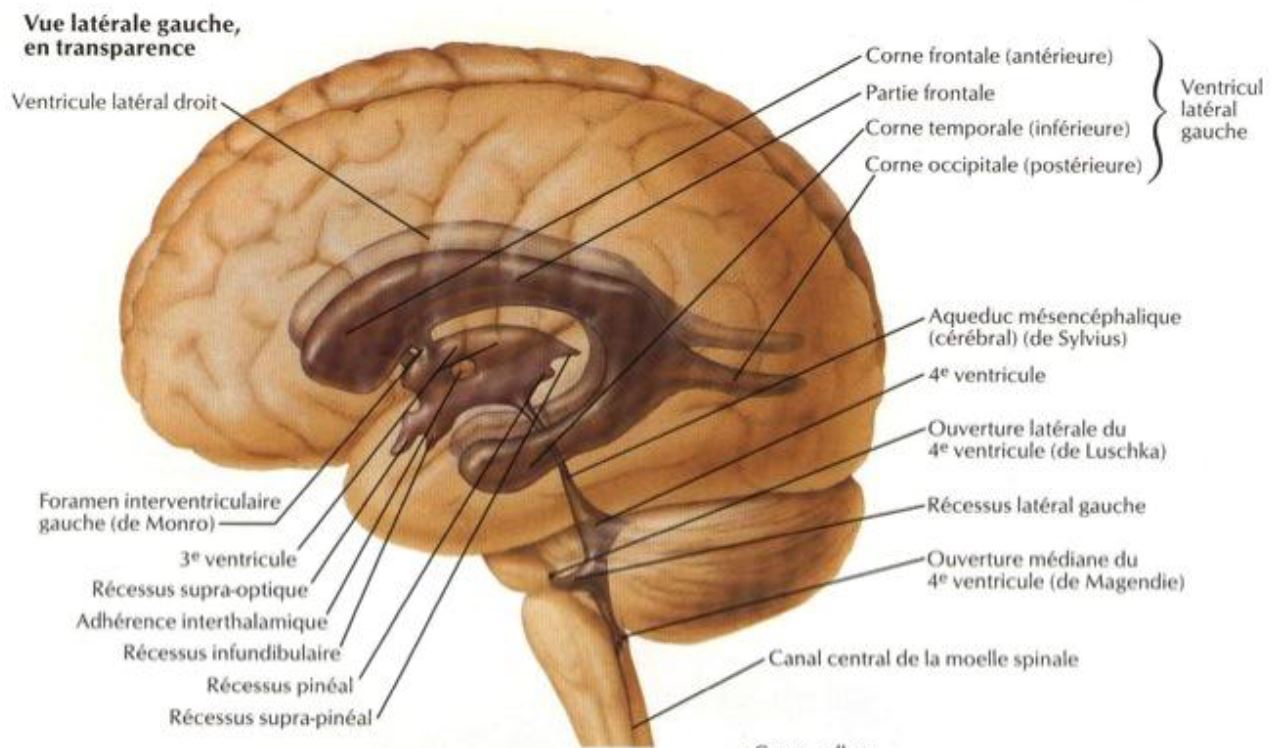 Vue latérale gauche,
en transparence
Ventricule latéral droit
Corne frontale (antérieure)
Partie frontale
Corne temporale (inférieure)
Corne occipitale (postérieure)
Ventricul
latéral
gauche
Aqueduc mésencéphalique
(cérébral) (de Sylvius)
4e ventricule
Ouverture latérale du
4e ventricule (de Luschka)
Récessus latéral gauche
Ouverture médiane du
4e ventricule (de Magendie)
Canal central de la moelle spinale
Foramen interventriculaire
gauche (de Monro)
3e ventricule
Récessus supra-optique
Adhérence interthalamique
Récessus infundibulaire
Récessus pinéal
Récessus supra-pinéal